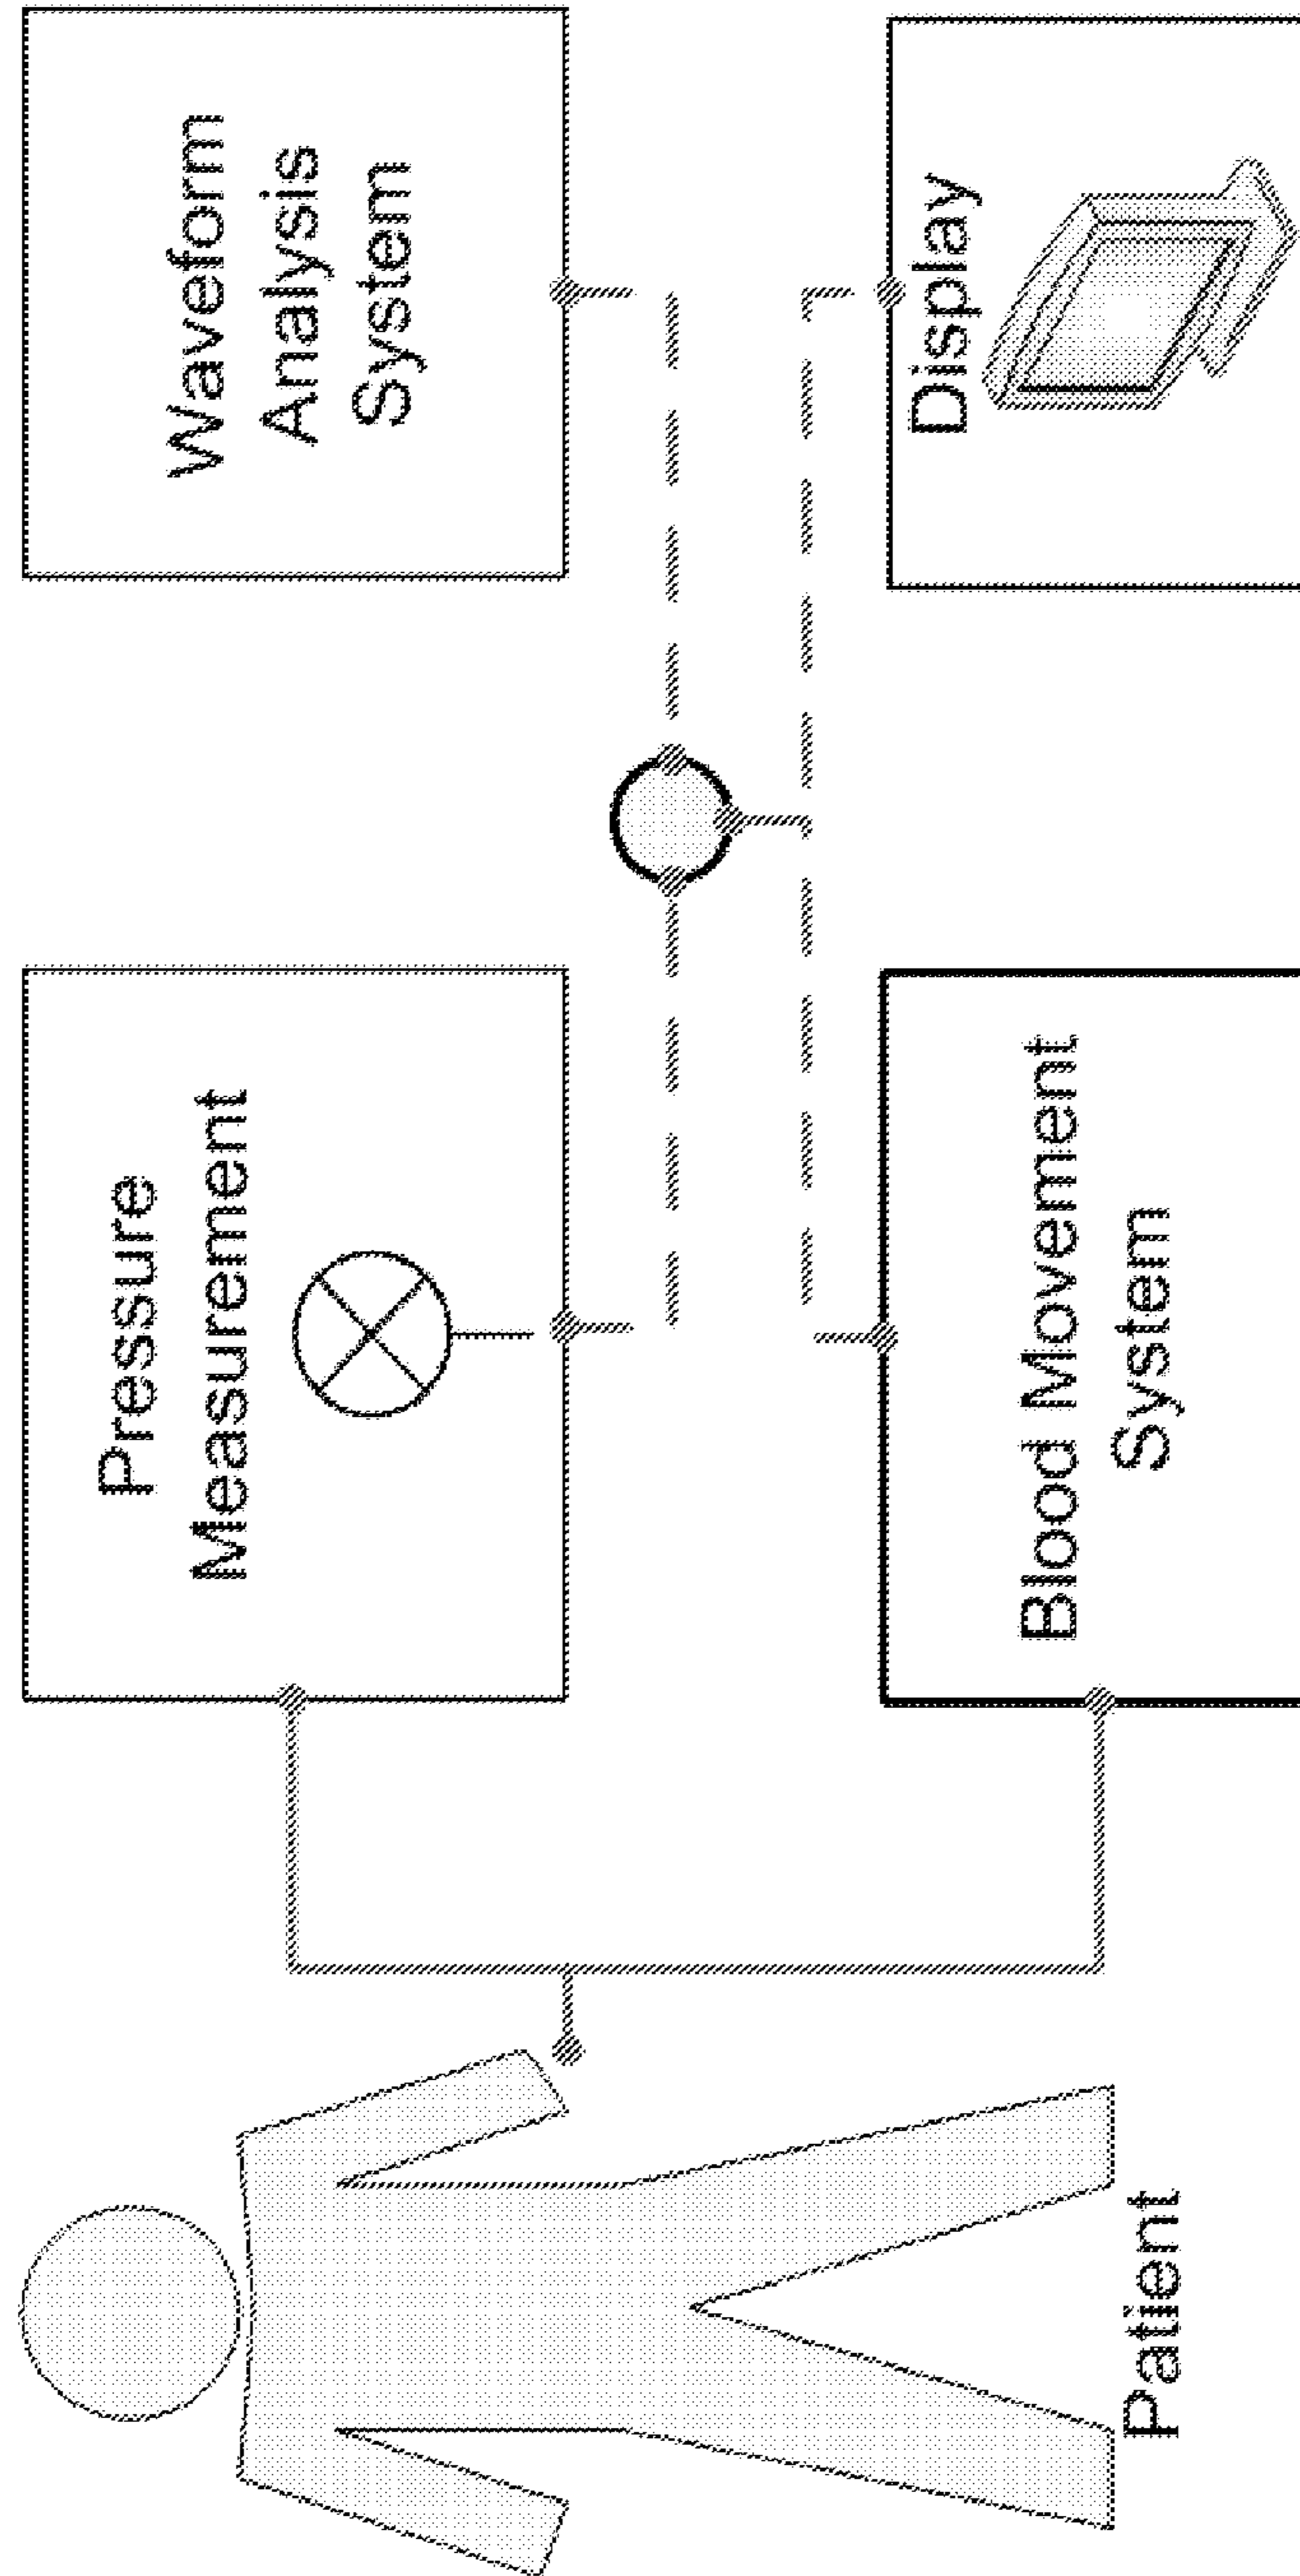 Pressure
Measurement
Waveform
Analysis
System
Patient
Blood Movement
System
Display